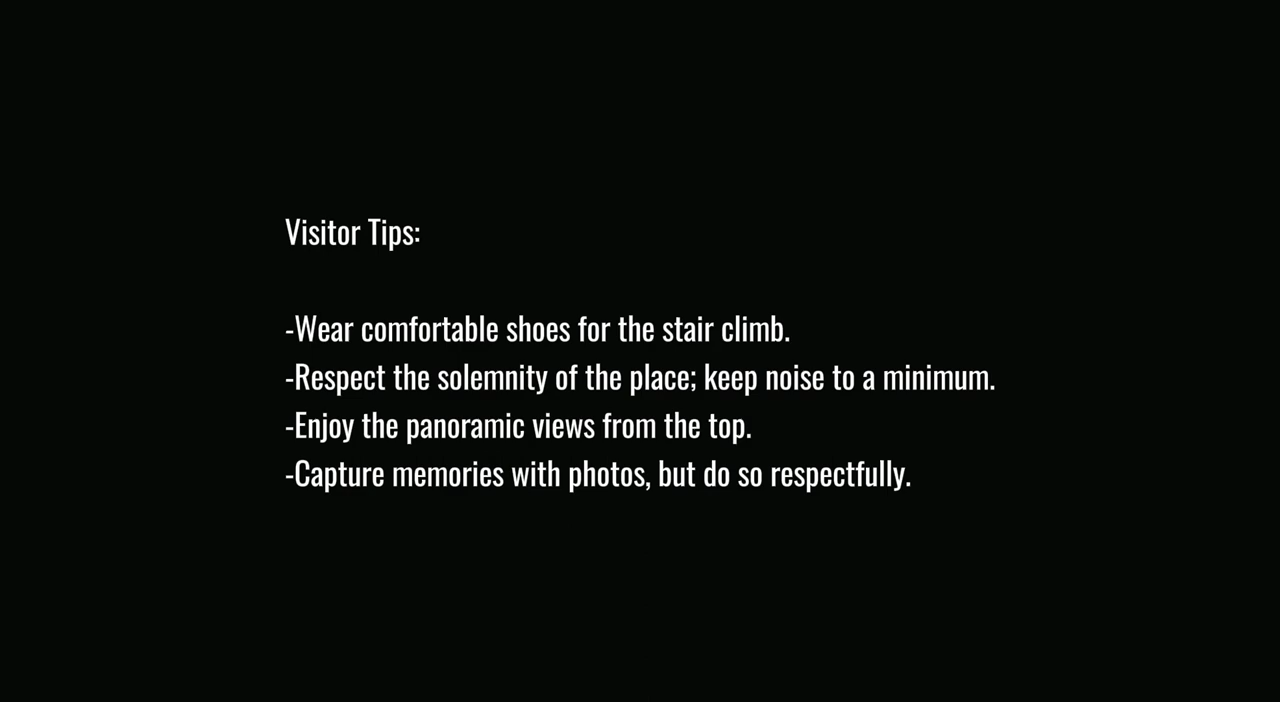 Visitor Tips:
-Wear comfortable shoes for the stair climb.
-Respect the solemnity of the place; keep noise to a minimum.
-Enjoy the panoramic views from the top.
-Capture memories with photos, but do so respectfully.